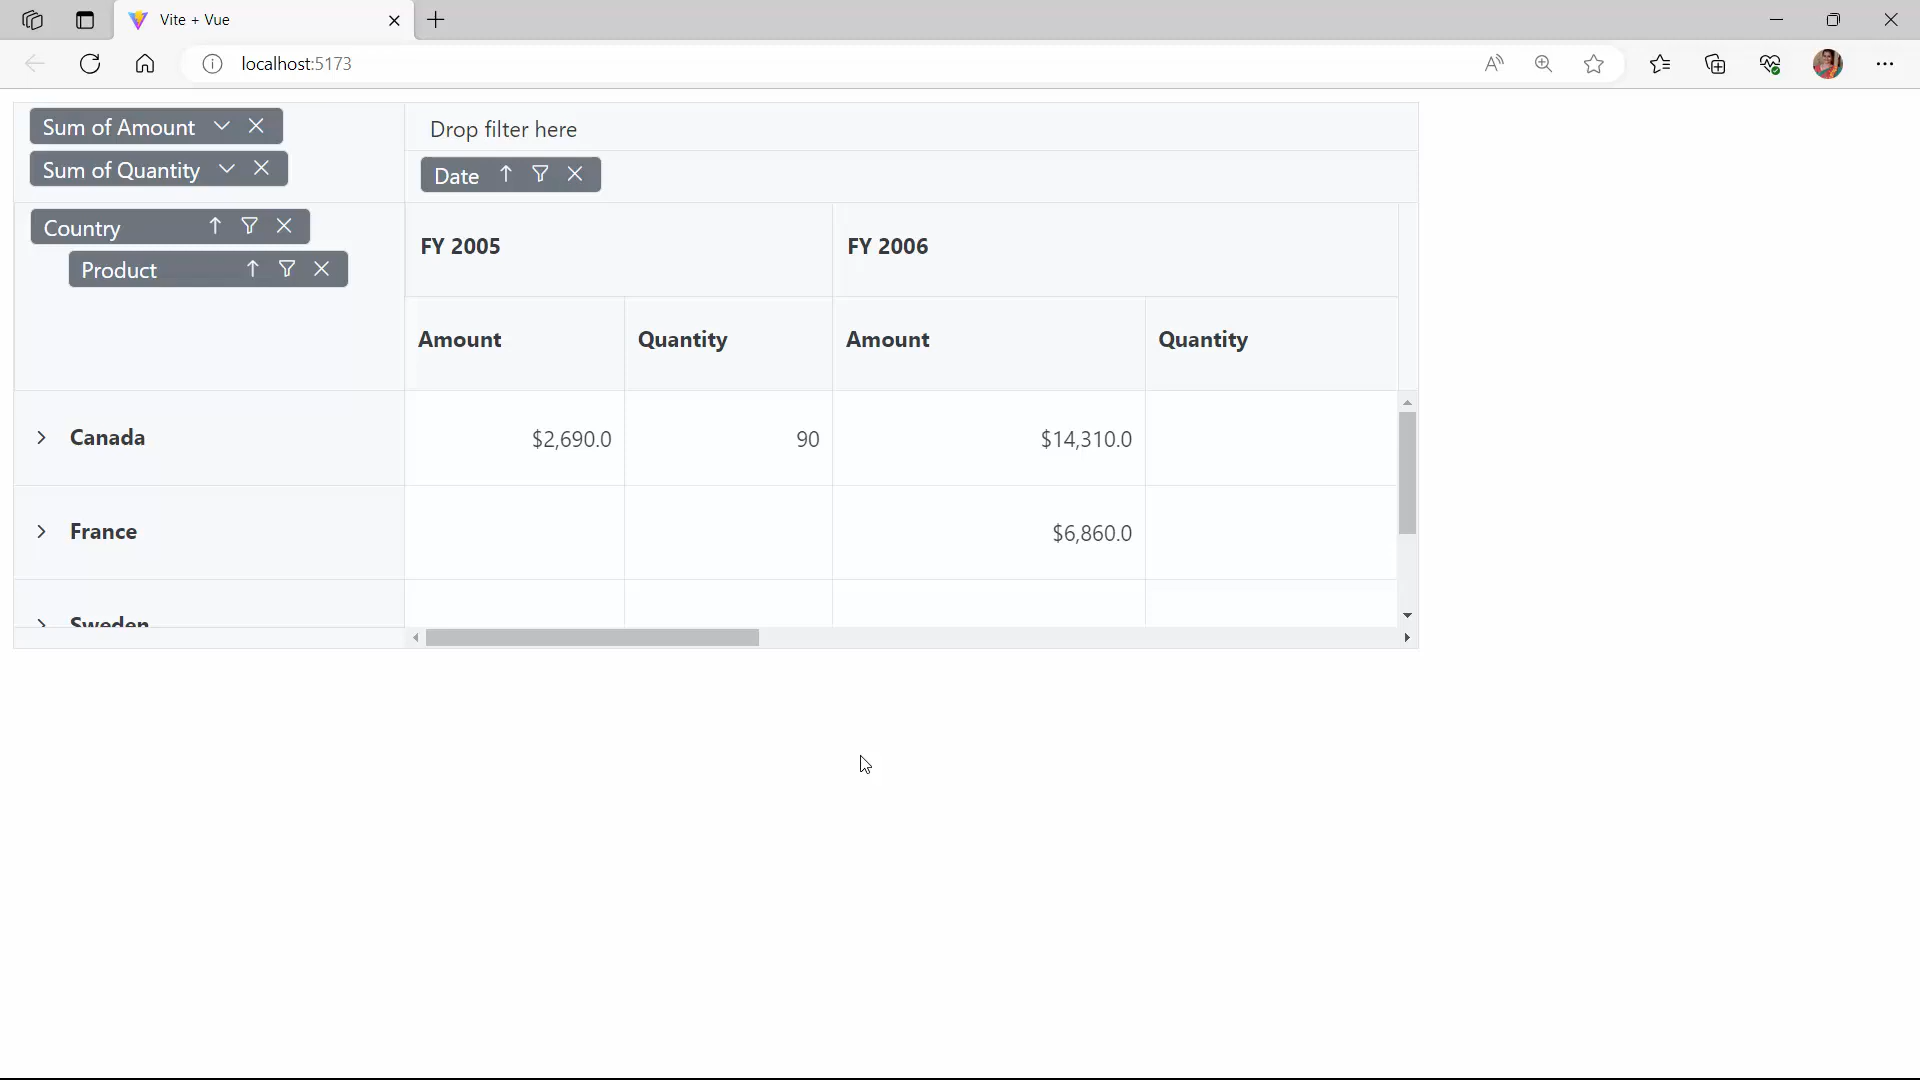 Vite + Vue
localhost:5173
Sum of Amount
Drop filter here
Sum of Quantity
Date
Country
Product
FY 2005 FY 2006
Amount Quantity Amount Quantity
Canada $2,690.0 90 $14,310.0
France $6,860.0
Sweden